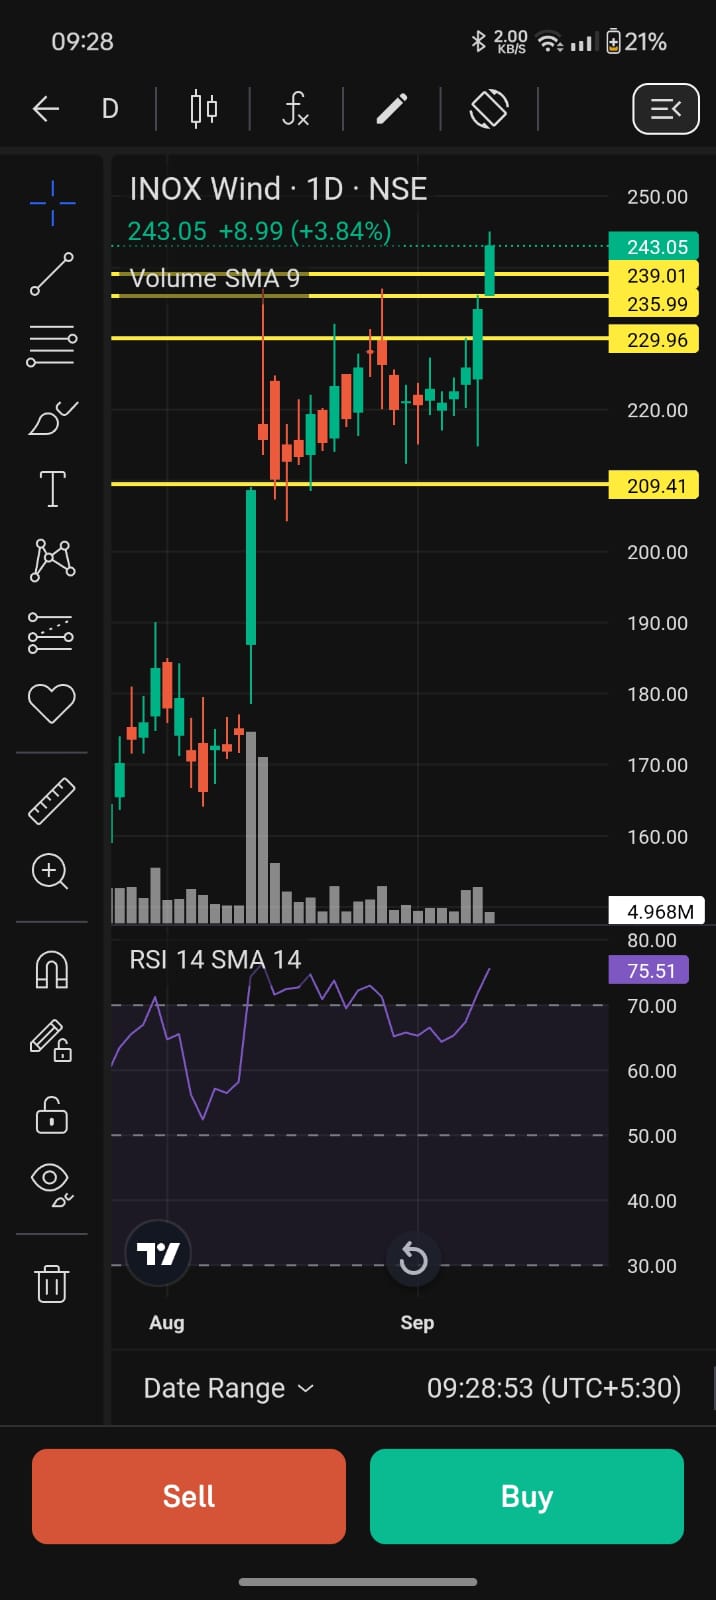 09:28
2.00
KB/S
21%
D
fx
INOX Wind · 1D · NSE
243.05 +8.99 (+3.84%)
Volume SMA 9
250.00
243.05
239.01
235.99
229.96
220.00
209.41
200.00
190.00
180.00
170.00
160.00
4.968M
RSI 14 SMA 14
80.00
75.51
70.00
60.00
50.00
40.00
30.00
Aug
Sep
Date Range
09:28:53 (UTC+5:30)
Sell
Buy